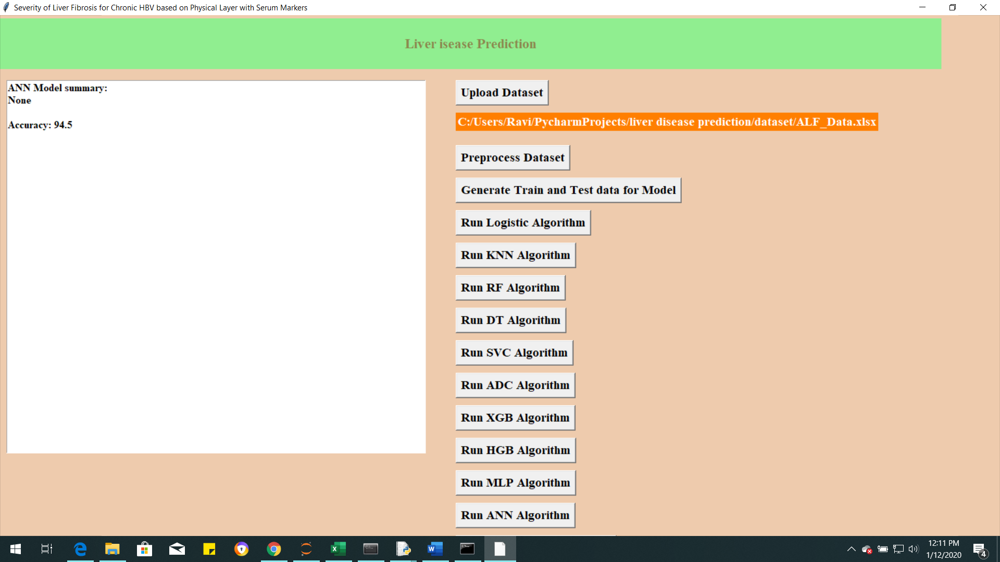 Severity of Liver Fibrosis for Chronic HBV based on Physical Layer with Serum Markers
Liver isease Prediction
ANN Model summary:
None
Accuracy: 94.5
Upload Dataset
C:/Users/Ravi/PycharmProjects/liver disease prediction/dataset/ALF_Data.xlsx
Preprocess Dataset
Generate Train and Test data for Model
Run Logistic Algorithm
Run KNN Algorithm
Run RF Algorithm
Run DT Algorithm
Run SVC Algorithm
Run ADC Algorithm
Run XGB Algorithm
Run HGB Algorithm
Run MLP Algorithm
Run ANN Algorithm
12:11 PM
1/12/2020
4